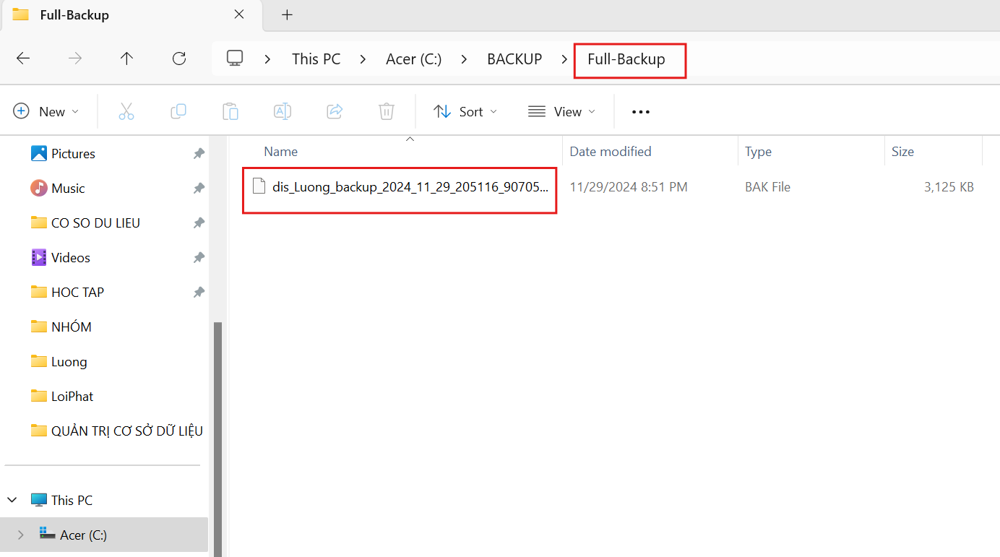 Full-Backup
This PC Acer (C:) BACKUP Full-Backup
New Sort View
Name Date modified Type Size
dis_Luong_backup_2024_11_29_205116_90705... 11/29/2024 8:51 PM BAK File 3,125 KB
Pictures
Music
CO SO DU LIEU
Videos
HOC TAP
NHÓM
Luong
LoiPhat
QUẢN TRỊ CƠ SỞ DỮ LIỆU
This PC
Acer (C:)